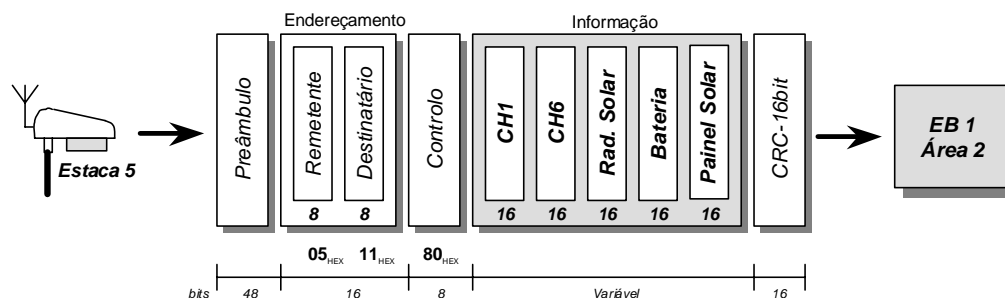 Endereçamento
Informação
Estaca 5
Preâmbulo
Remetente
Destinatário
Controlo
CH1
CH6
Rad. Solar
Bateria
Painel Solar
CRC-16bit
EB 1
Área 2
8 8 16 16 16 16 16
05HEX 11HEX 80HEX
bits 48 16 8 Variável 16